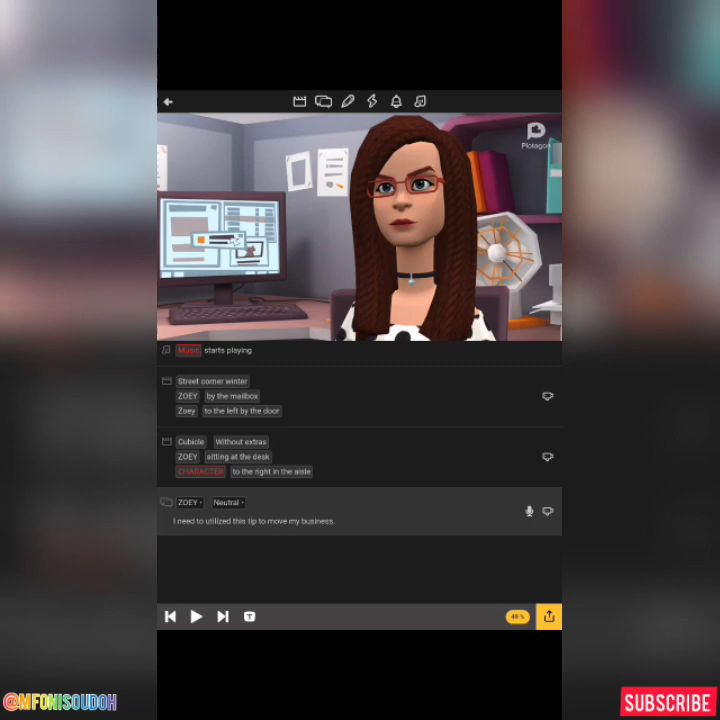 Plotagon
Music starts playing
Street corner winter
ZOEY by the mailbox
Zoey to the left by the door
Cubicle Without extras
ZOEY sitting at the desk
CHARACTER to the right in the aisle
ZOEY Neutral
I need to utilized this tip to move my business.
T
49 %
@MFONISOUDOH
SUBSCRIBE